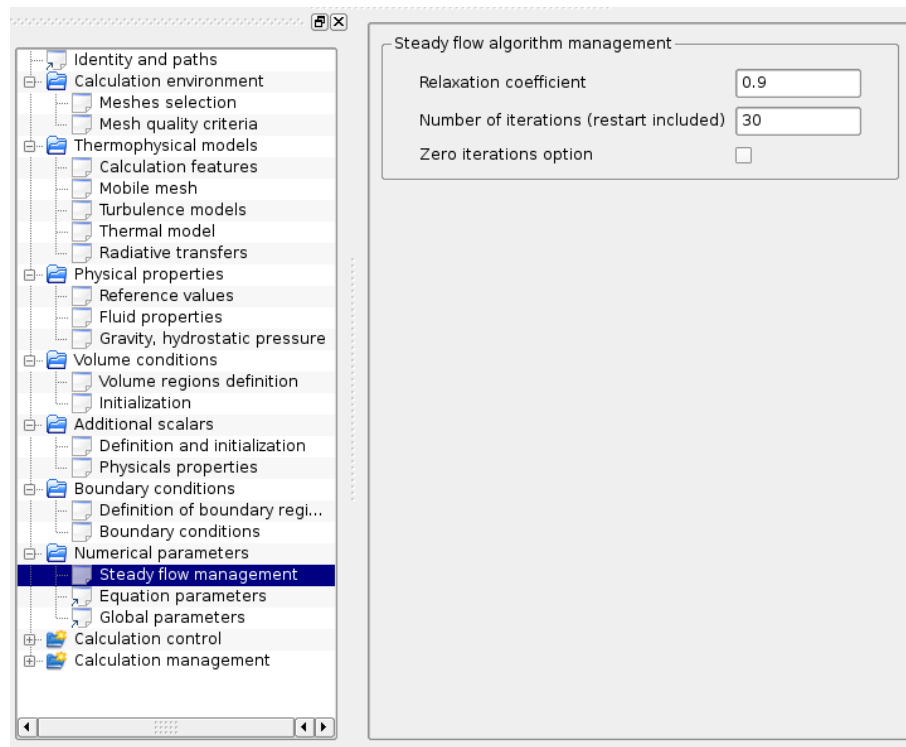 Identity and paths
Calculation environment
Meshes selection
Mesh quality criteria
Thermophysical models
Calculation features
Mobile mesh
Turbulence models
Thermal model
Radiative transfers
Physical properties
Reference values
Fluid properties
Gravity, hydrostatic pressure
Volume conditions
Volume regions definition
Initialization
Additional scalars
Definition and initialization
Physicals properties
Boundary conditions
Definition of boundary regi...
Boundary conditions
Numerical parameters
Steady flow management
Equation parameters
Global parameters
Calculation control
Calculation management
Steady flow algorithm management
Relaxation coefficient 0.9
Number of iterations (restart included) 30
Zero iterations option